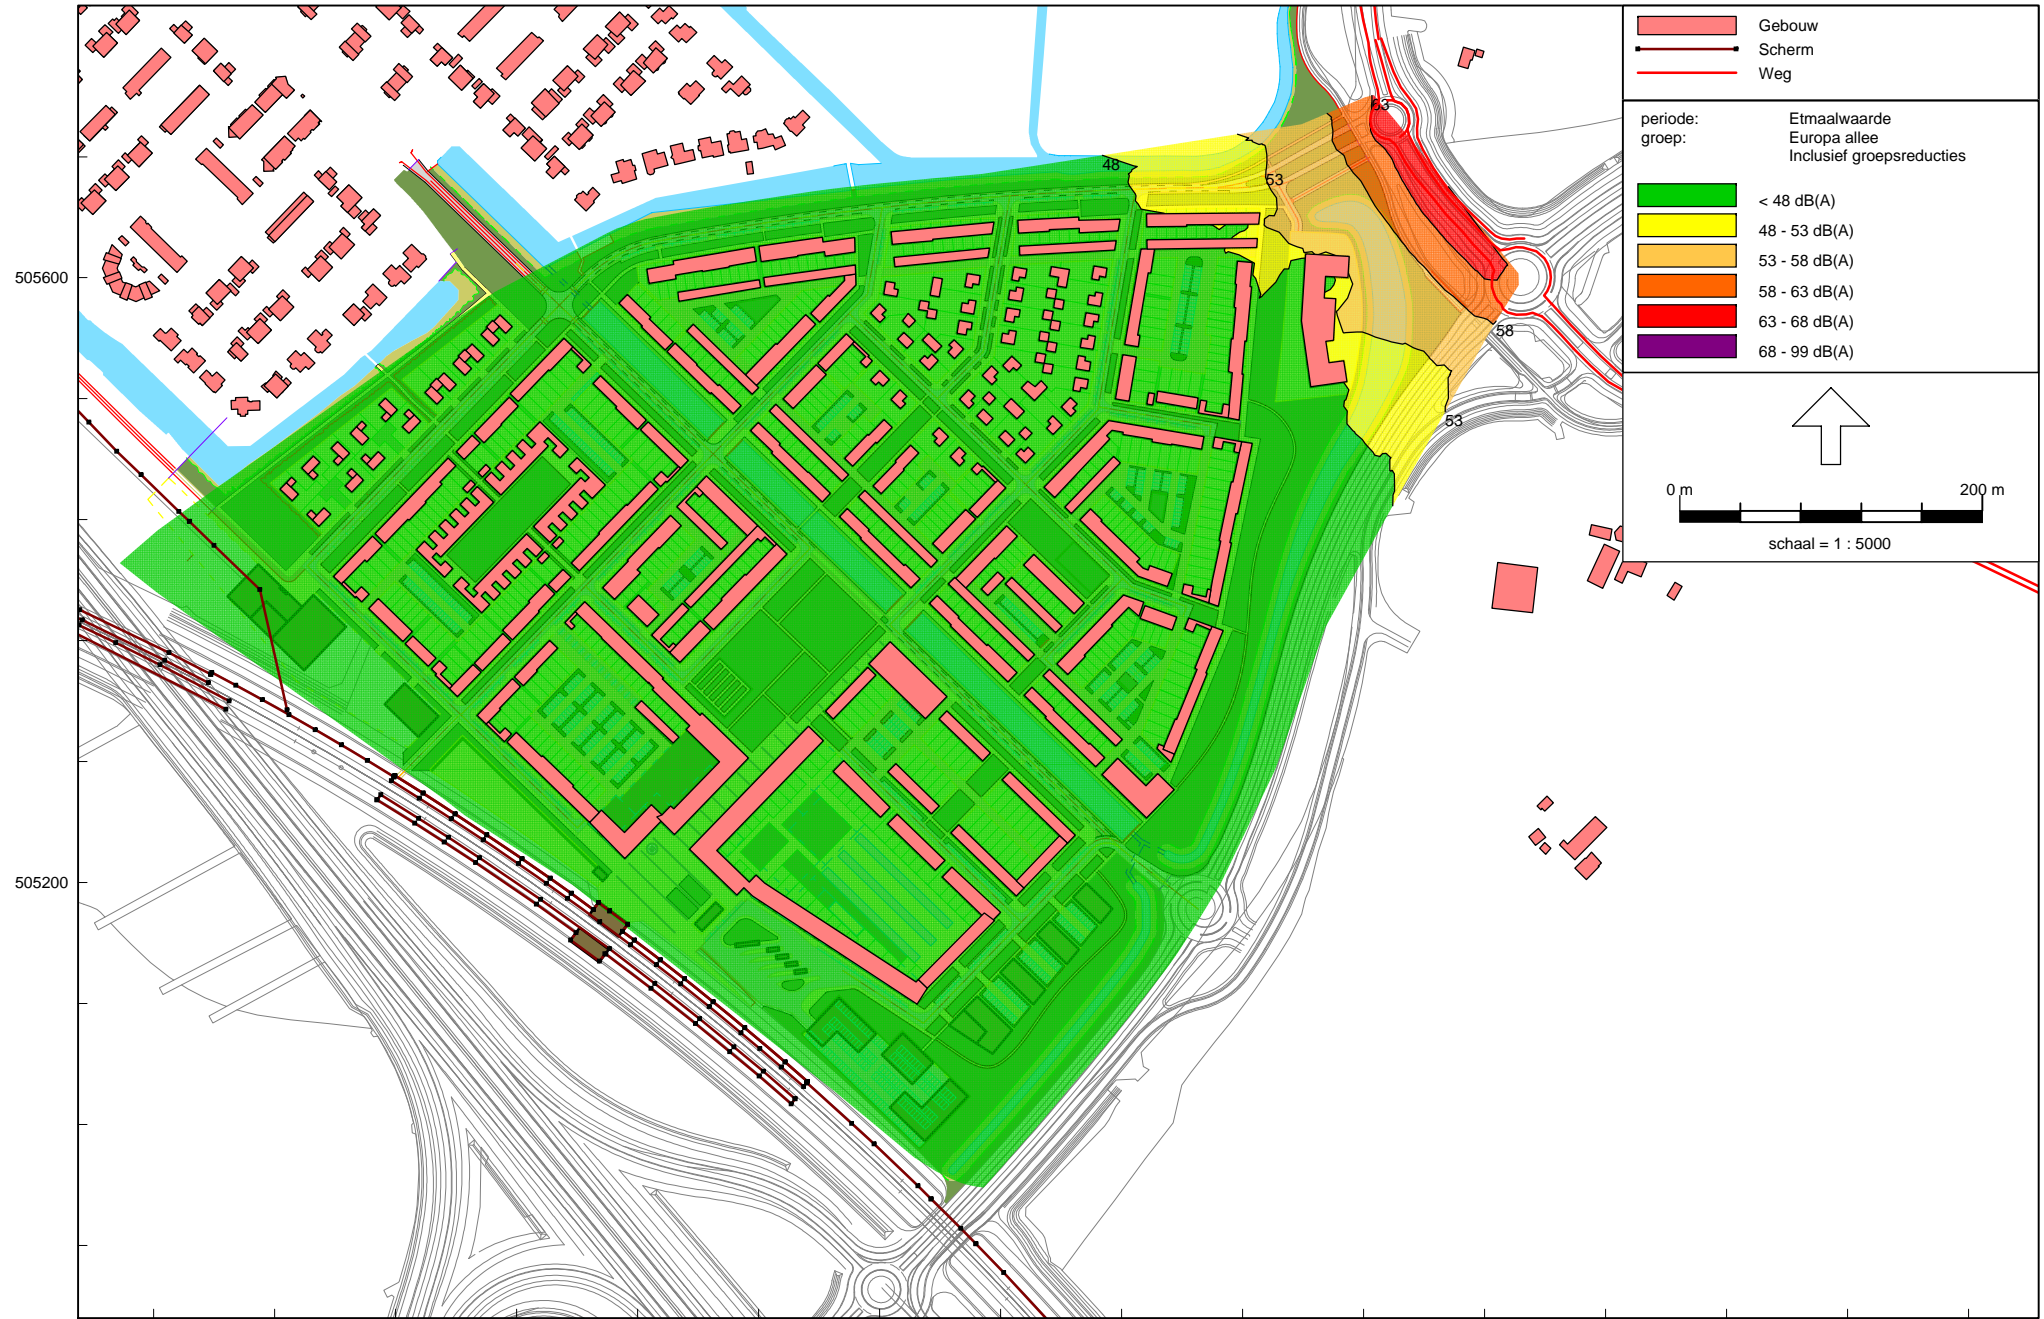 Gebouw
Scherm
Weg
periode: Etmaalwaarde
groep: Europa allee
Inclusief groepsreducties
< 48 dB(A)
48 - 53 dB(A)
53 - 58 dB(A)
58 - 63 dB(A)
63 - 68 dB(A)
68 - 99 dB(A)
0 m 200 m
schaal = 1 : 5000
63
48
53
505600
58
53
505200